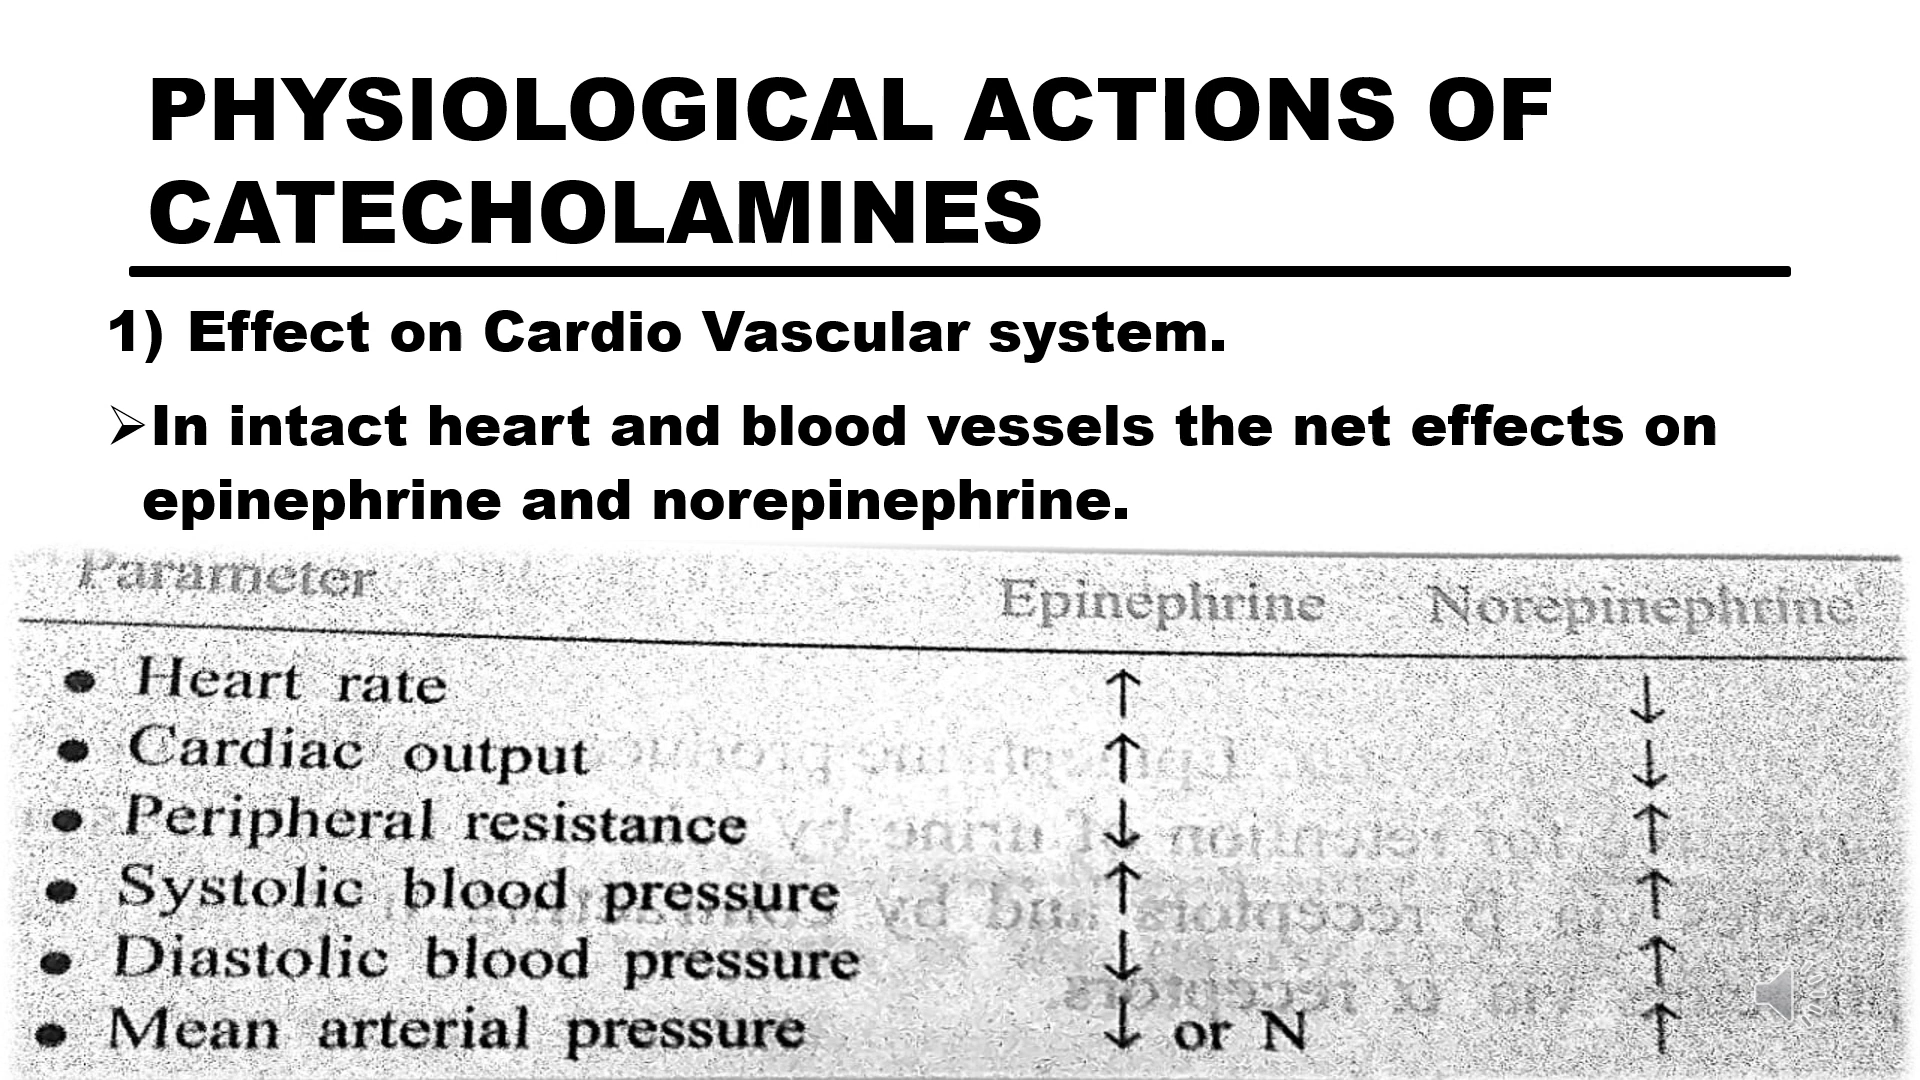 PHYSIOLOGICAL ACTIONS OF
CATECHOLAMINES
1) Effect on Cardio Vascular system.
➢In intact heart and blood vessels the net effects on
epinephrine and norepinephrine.
Parameter Epinephrine Norepinephrine
• Heart rate ↑ ↓
• Cardiac output ↑ ↓
• Peripheral resistance ↓ ↑
• Systolic blood pressure ↑ ↑
• Diastolic blood pressure ↓ ↑
• Mean arterial pressure ↓ or N ↑